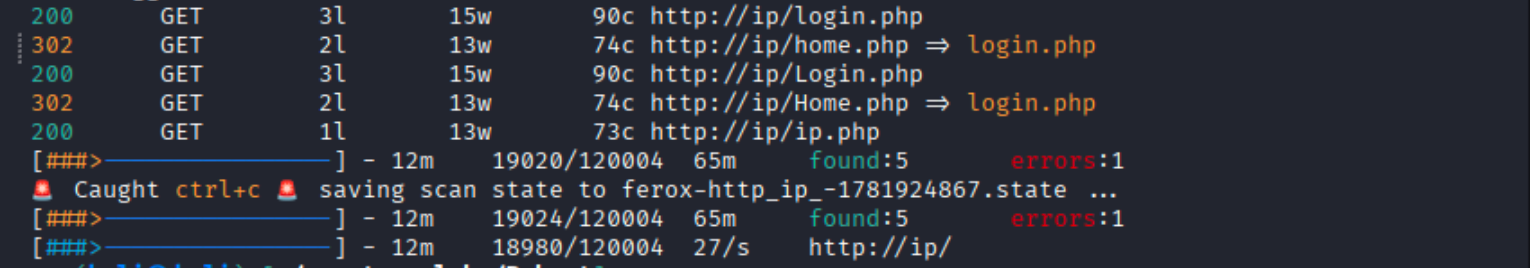 200 GET 3l 15w 90c http://ip/login.php
302 GET 2l 13w 74c http://ip/home.php => login.php
200 GET 3l 15w 90c http://ip/Login.php
302 GET 2l 13w 74c http://ip/Home.php => login.php
200 GET 1l 13w 73c http://ip/ip.php
[###>--------------------] - 12m 19020/120004 65m found:5 errors:1
🚨 Caught ctrl+c 🚨 saving scan state to ferox-http_ip_-1781924867.state ...
[###>--------------------] - 12m 19024/120004 65m found:5 errors:1
[###>--------------------] - 12m 18980/120004 27/s http://ip/